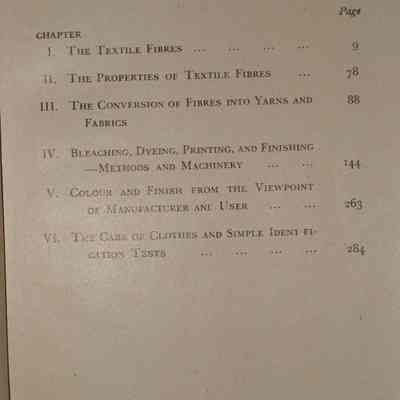 Page
CHAPTER
I. THE TEXTILE FIBRES ... ... ... ... 9
II. THE PROPERTIES OF TEXTILE FIBRES ... 78
III. THE CONVERSION OF FIBRES INTO YARNS AND 88
FABRICS
IV. BLEACHING, DYEING, PRINTING, AND FINISHING
—METHODS AND MACHINERY ... ... 144
V. COLOUR AND FINISH FROM THE VIEWPOINT
OF MANUFACTURER AND USER ... ... 263
VI. THE CARE OF CLOTHES AND SIMPLE IDENTIFI-
CATION TESTS ... ... ... ... 284